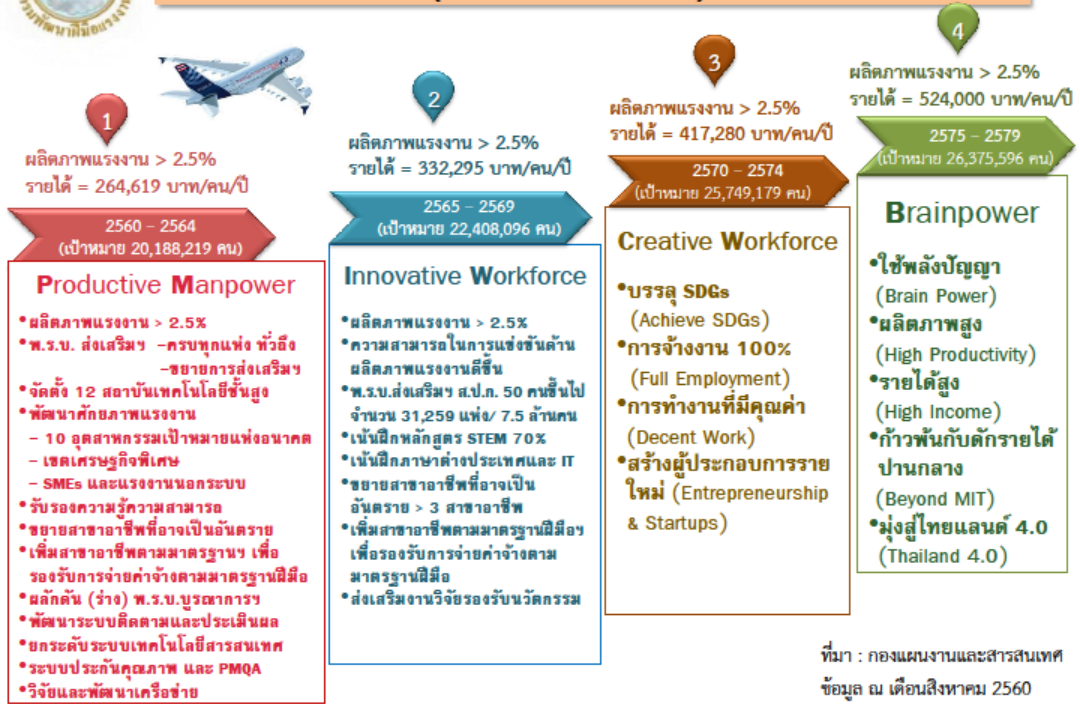 กรมพัฒนาฝีมือแรงงาน
1
ผลิตภาพแรงงาน > 2.5%
รายได้ = 264,619 บาท/คน/ปี
2560 – 2564
(เป้าหมาย 20,188,219 คน)
Productive Manpower
•ผลิตภาพแรงงาน > 2.5%
•พ.ร.บ. ส่งเสริมฯ –ครบทุกแห่ง ทั่วถึง
–ขยายการส่งเสริมฯ
•จัดตั้ง 12 สถาบันเทคโนโลยีชั้นสูง
•พัฒนาศักยภาพแรงงาน
– 10 อุตสาหกรรมเป้าหมายแห่งอนาคต
– เขตเศรษฐกิจพิเศษ
– SMEs และแรงงานนอกระบบ
•รับรองความรู้ความสามารถ
•ขยายสาขาอาชีพที่อาจเป็นอันตราย
•เพิ่มสาขาอาชีพตามมาตรฐานฯ เพื่อ
รองรับการจ่ายค่าจ้างตามมาตรฐานฝีมือ
•ผลักดัน (ร่าง) พ.ร.บ.บูรณาการฯ
•พัฒนาระบบติดตามและประเมินผล
•ยกระดับระบบเทคโนโลยีสารสนเทศ
•ระบบประกันคุณภาพ และ PMQA
•วิจัยและพัฒนาเครือข่าย
2
ผลิตภาพแรงงาน > 2.5%
รายได้ = 332,295 บาท/คน/ปี
2565 – 2569
(เป้าหมาย 22,408,096 คน)
Innovative Workforce
•ผลิตภาพแรงงาน > 2.5%
•ความสามารถในการแข่งขันด้าน
ผลิตภาพแรงงานดีขึ้น
•พ.ร.บ.ส่งเสริมฯ ส.ป.ก. 50 คนขึ้นไป
จำนวน 31,259 แห่ง/ 7.5 ล้านคน
•เน้นฝึกหลักสูตร STEM 70%
•เน้นฝึกภาษาต่างประเทศและ IT
•ขยายสาขาอาชีพที่อาจเป็น
อันตราย > 3 สาขาอาชีพ
•เพิ่มสาขาอาชีพตามมาตรฐานฝีมือฯ
เพื่อรองรับการจ่ายค่าจ้างตาม
มาตรฐานฝีมือ
•ส่งเสริมงานวิจัยรองรับนวัตกรรม
3
ผลิตภาพแรงงาน > 2.5%
รายได้ = 417,280 บาท/คน/ปี
2570 – 2574
(เป้าหมาย 25,749,179 คน)
Creative Workforce
•บรรลุ SDGs
(Achieve SDGs)
•การจ้างงาน 100%
(Full Employment)
•การทำงานที่มีคุณค่า
(Decent Work)
•สร้างผู้ประกอบการราย
ใหม่ (Entrepreneurship
& Startups)
4
ผลิตภาพแรงงาน > 2.5%
รายได้ = 524,000 บาท/คน/ปี
2575 – 2579
(เป้าหมาย 26,375,596 คน)
Brainpower
•ใช้พลังปัญญา
(Brain Power)
•ผลิตภาพสูง
(High Productivity)
•รายได้สูง
(High Income)
•ก้าวพ้นกับดักรายได้
ปานกลาง
(Beyond MIT)
•มุ่งสู่ไทยแลนด์ 4.0
(Thailand 4.0)
ที่มา : กองแผนงานและสารสนเทศ
ข้อมูล ณ เดือนสิงหาคม 2560